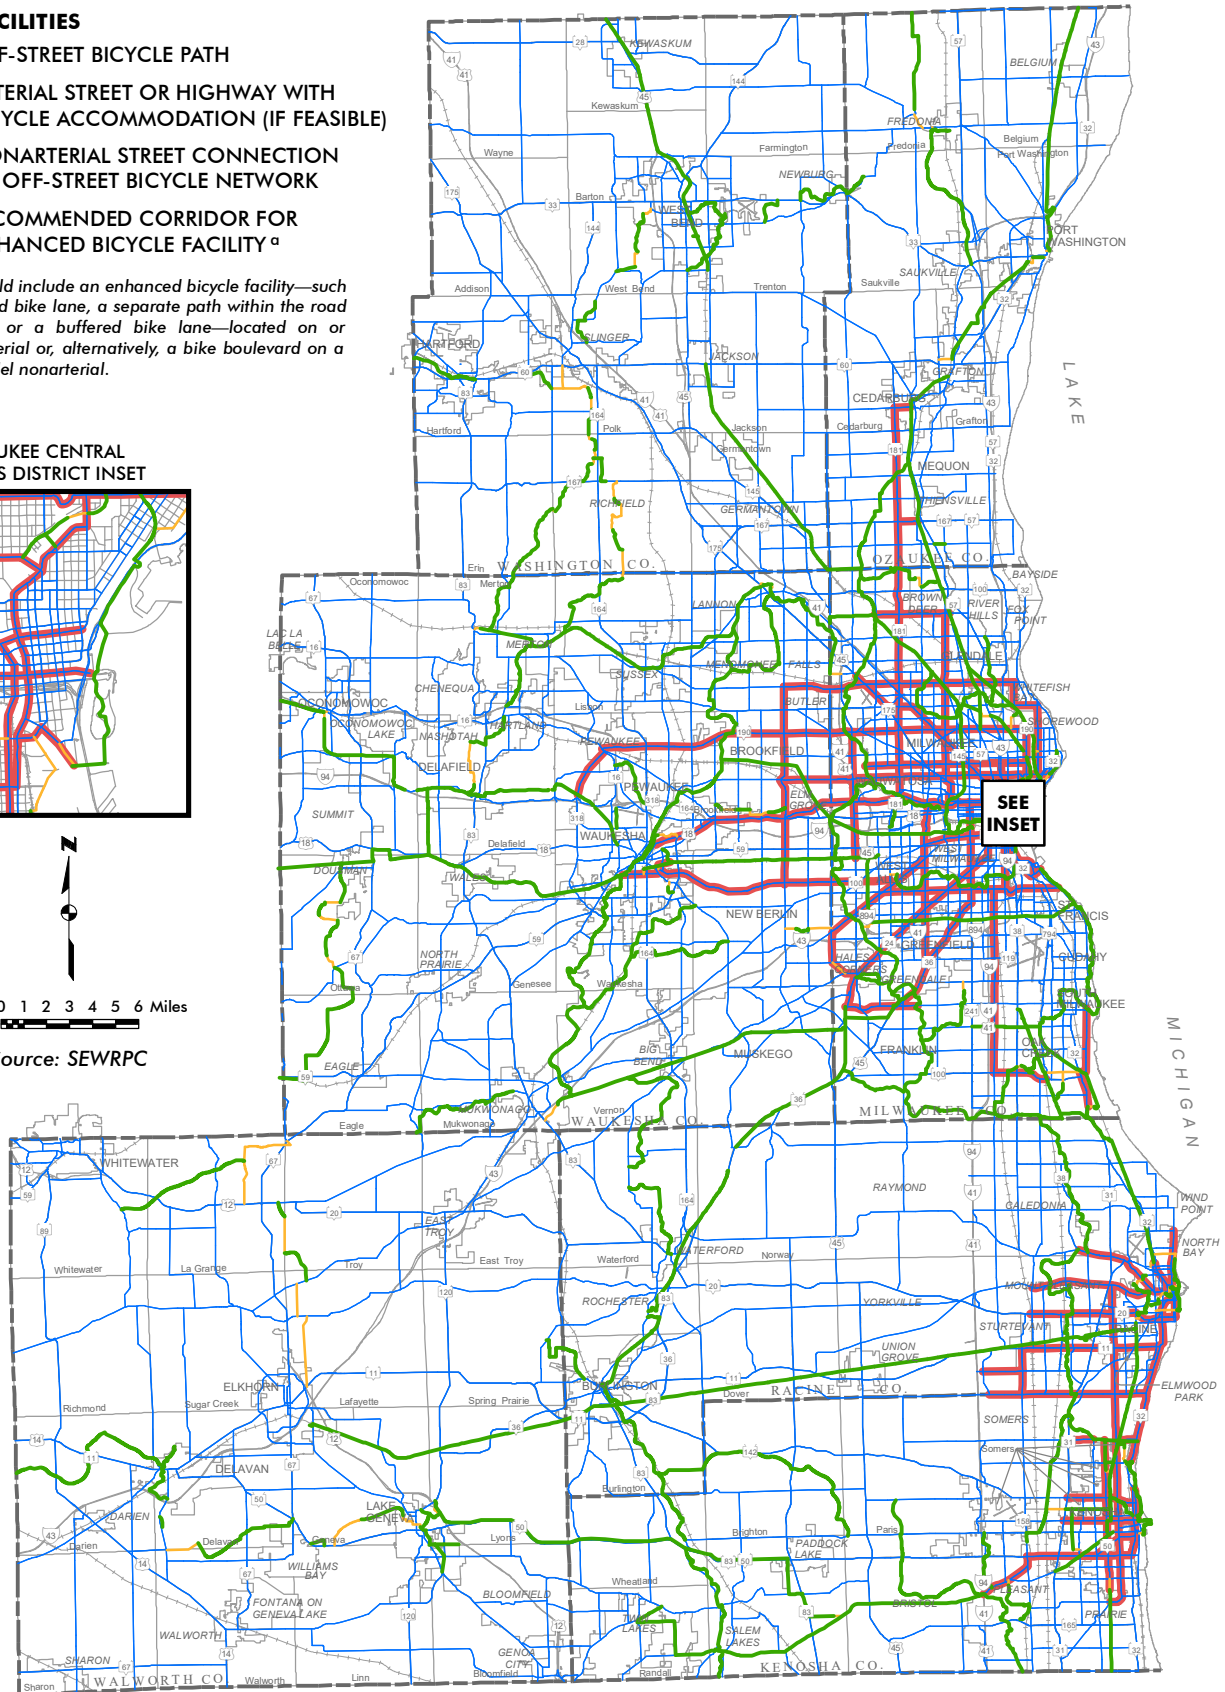 CILITIES
F-STREET BICYCLE PATH
TERIAL STREET OR HIGHWAY WITH
YCLE ACCOMMODATION (IF FEASIBLE)
ONARTERIAL STREET CONNECTION
OFF-STREET BICYCLE NETWORK
COMMENDED CORRIDOR FOR
HANCED BICYCLE FACILITY a
ld include an enhanced bicycle facility—such
d bike lane, a separate path within the road
or a buffered bike lane—located on or
erial or, alternatively, a bike boulevard on a
lel nonarterial.
UKEE CENTRAL
S DISTRICT INSET
N
0 1 2 3 4 5 6 Miles
ource: SEWRPC
KEWASKUM
Kewaskum
BELGIUM
FREDONIA
Fredonia
Belgium
Port Washington
Wayne
Farmington
NEWBURG
Barton
WEST
BEND
PORT
WASHINGTON
SAUKVILLE
Saukville
Addison
West Bend
Trenton
HARTFORD
SLINGER
JACKSON
GRAFTON
CEDARBURG
Grafton
Hartford
Polk
Jackson
Cedarburg
Germantown
MEQUON
THIENSVILLE
RICHFIELD
GERMANTOWN
LAKE
Erin
WASHINGTON CO.
OZAUKEE CO.
Oconomowoc
Merton
BAYSIDE
LANNON
BROWN
DEER
RIVER
HILLS
FOX
POINT
LAC LA
BELLE
MERTON
MENOMONEE FALLS
GLENDALE
SUSSEX
CHENEQUA
WHITEFISH
BAY
OCONOMOWOC
Lisbon
BUTLER
OCONOMOWOC
LAKE
NASHOTAH
HARTLAND
SHOREWOOD
PEWAUKEE
BROOKFIELD
MILWAUKEE
DELAFIELD
PEWAUKEE
ELM
GROVE
Brookfield
SEE
INSET
SUMMIT
WAUKESHA
Delafield
DOUSMAN
WALES
WEST
MILWAUKEE
NEW BERLIN
ST.
FRANCIS
GREENFIELD
NORTH
PRAIRIE
HALES
CORNERS
GREENDALE
CUDAHY
Ottawa
Genesee
Waukesha
SOUTH
MILWAUKEE
BIG
BEND
MUSKEGO
FRANKLIN
OAK
CREEK
EAGLE
MUKWONAGO
Vernon
Eagle
Mukwonago
WAUKESHA CO.
MILWAUKEE CO.
MICHIGAN
WHITEWATER
RAYMOND
CALEDONIA
WIND
POINT
EAST
TROY
WATERFORD
NORTH
BAY
Whitewater
La Grange
Troy
East Troy
Waterford
Norway
ROCHESTER
YORKVILLE
MOUNT PLEASANT
STURTEVANT
RACINE
UNION
GROVE
ELKHORN
BURLINGTON
Dover
RACINE CO.
ELMWOOD
PARK
Richmond
Sugar Creek
Lafayette
Spring Prairie
SOMERS
Somers
DELAVAN
Burlington
LAKE
GENEVA
DARIEN
Darien
Delavan
Geneva
Lyons
Brighton
Paris
PADDOCK
LAKE
WILLIAMS
BAY
Wheatland
BLOOMFIELD
PLEASANT
PRAIRIE
BRISTOL
FONTANA ON
GENEVA LAKE
TWIN
LAKES
SALEM
LAKES
WALWORTH
GENOA
CITY
SHARON
Sharon
WALWORTH CO.
Walworth
Linn
Bloomfield
Randall
KENOSHA CO.